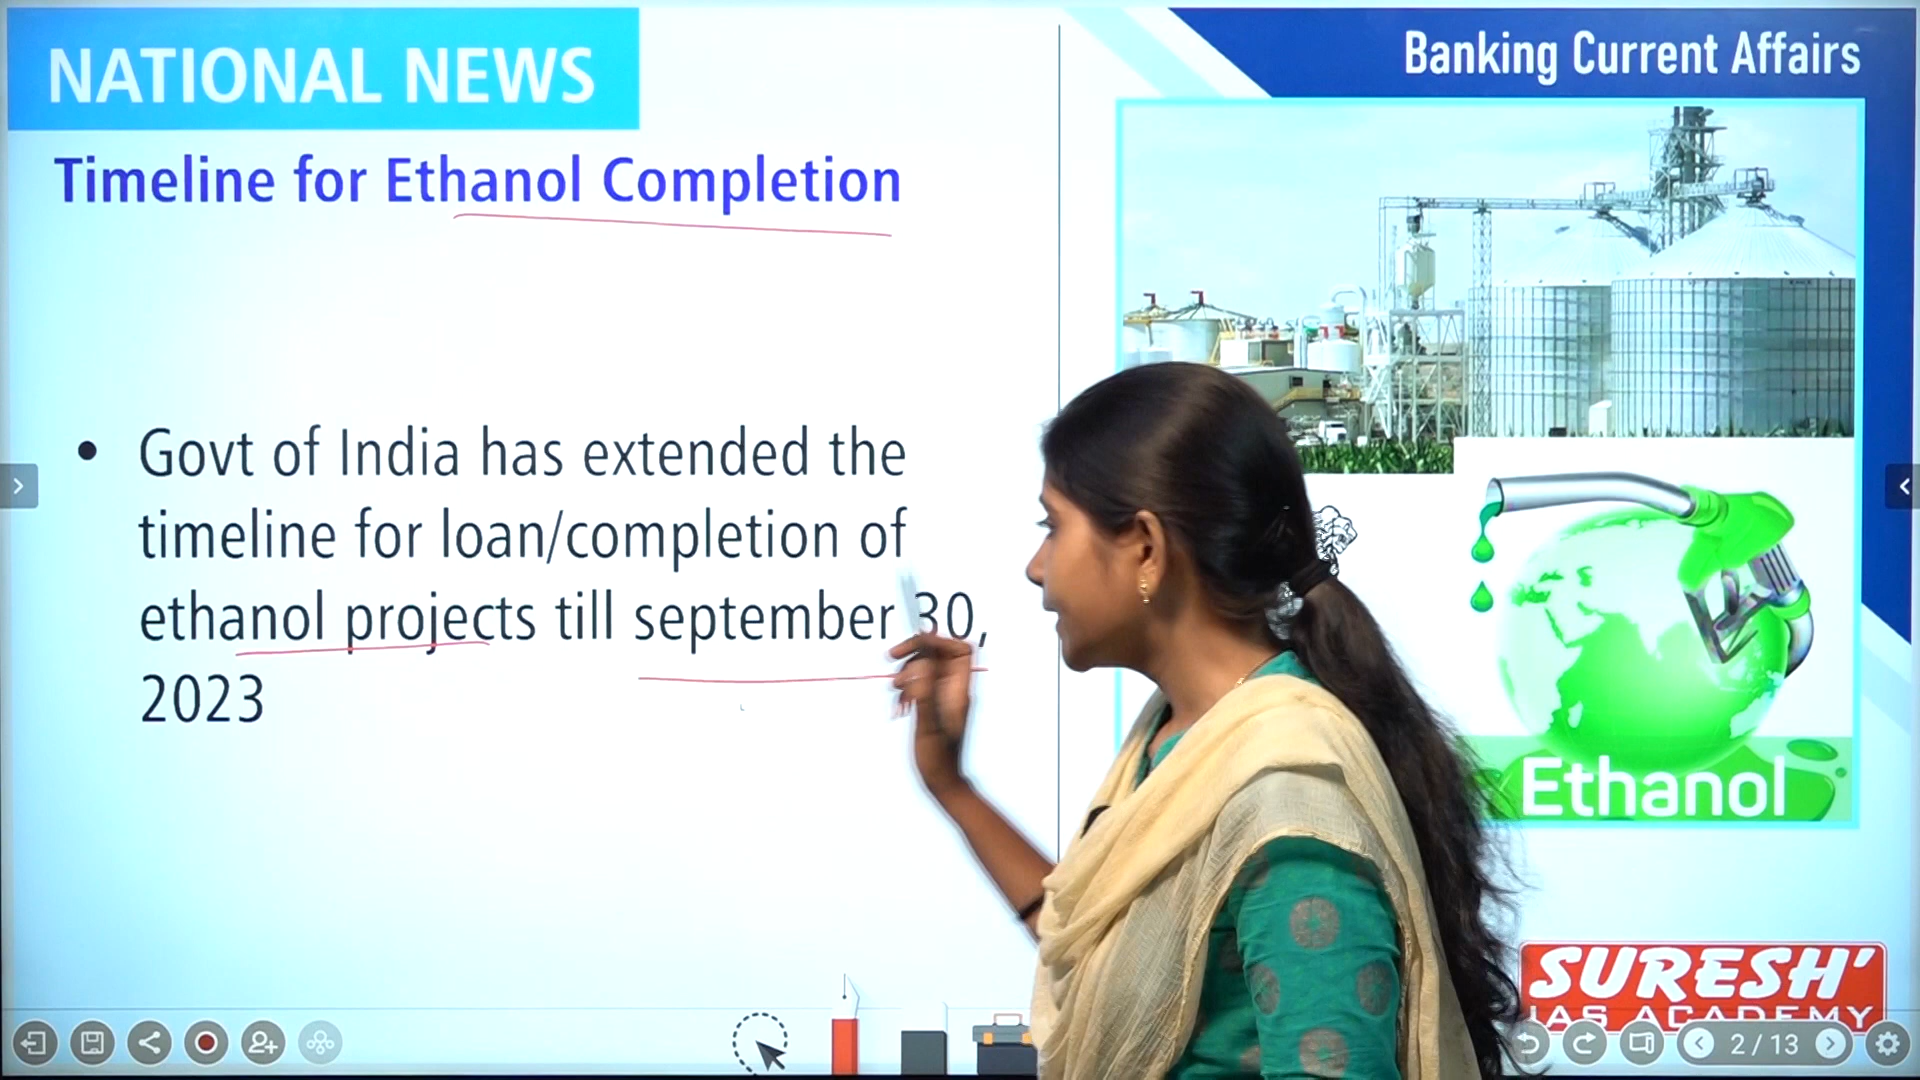 NATIONAL NEWS
Banking Current Affairs
Timeline for Ethanol Completion
• Govt of India has extended the
timeline for loan/completion of
ethanol projects till september 30,
2023
Ethanol
SURESH'
IAS ACADEMY
2 / 13